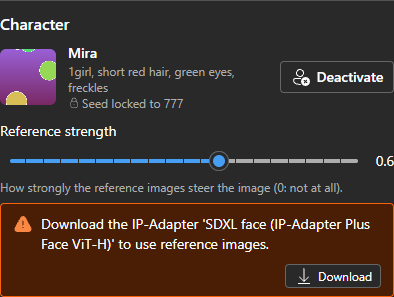 Character
Mira
1girl, short red hair, green eyes,
freckles
Seed locked to 777
Deactivate
Reference strength
0.6
How strongly the reference images steer the image (0: not at all).
Download the IP-Adapter 'SDXL face (IP-Adapter Plus
Face ViT-H)' to use reference images.
Download